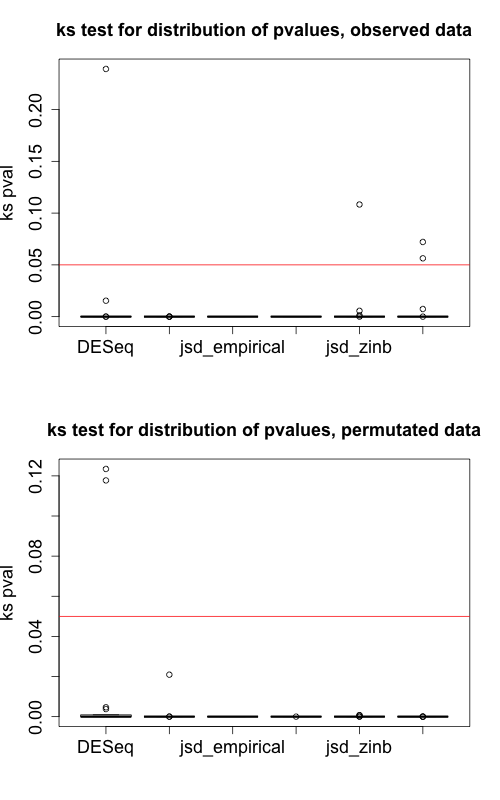 ks test for distribution of pvalues, observed data
ks pval
0.20
0.15
0.10
0.05
0.00
DESeq jsd_empirical jsd_zinb
ks test for distribution of pvalues, permutated data
ks pval
0.12
0.08
0.04
0.00
DESeq jsd_empirical jsd_zinb